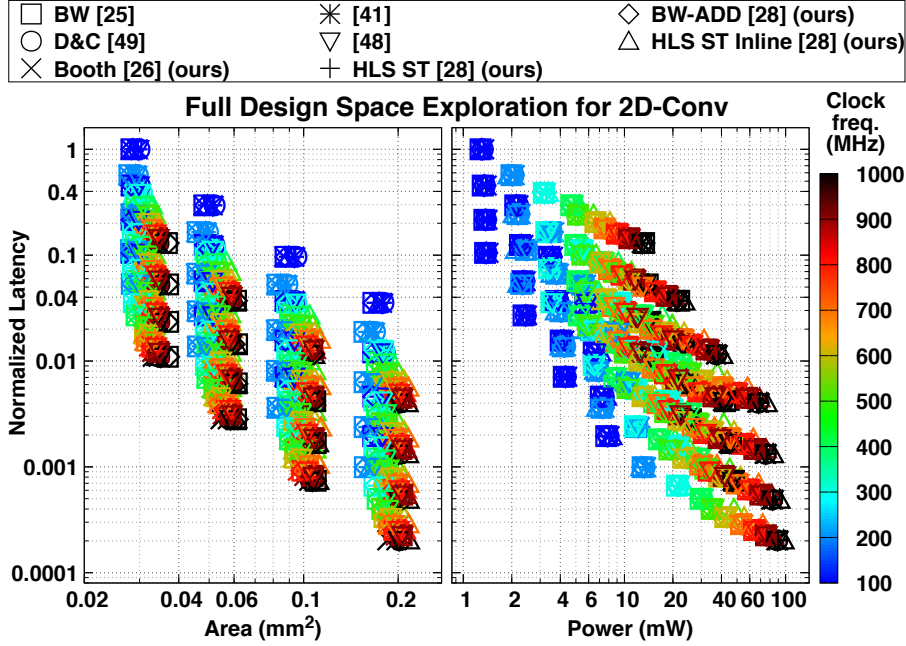 BW [25] [41] BW-ADD [28] (ours)
D&C [49] [48] HLS ST Inline [28] (ours)
Booth [26] (ours) HLS ST [28] (ours)
Full Design Space Exploration for 2D-Conv
Clock
freq.
(MHz)
Normalized Latency
1
0.4
0.1
0.04
0.01
0.001
0.0001
0.02 0.04 0.06 0.1 0.2
Area (mm²)
1 2 4 6 10 20 40 60 100
Power (mW)
1000
900
800
700
600
500
400
300
200
100